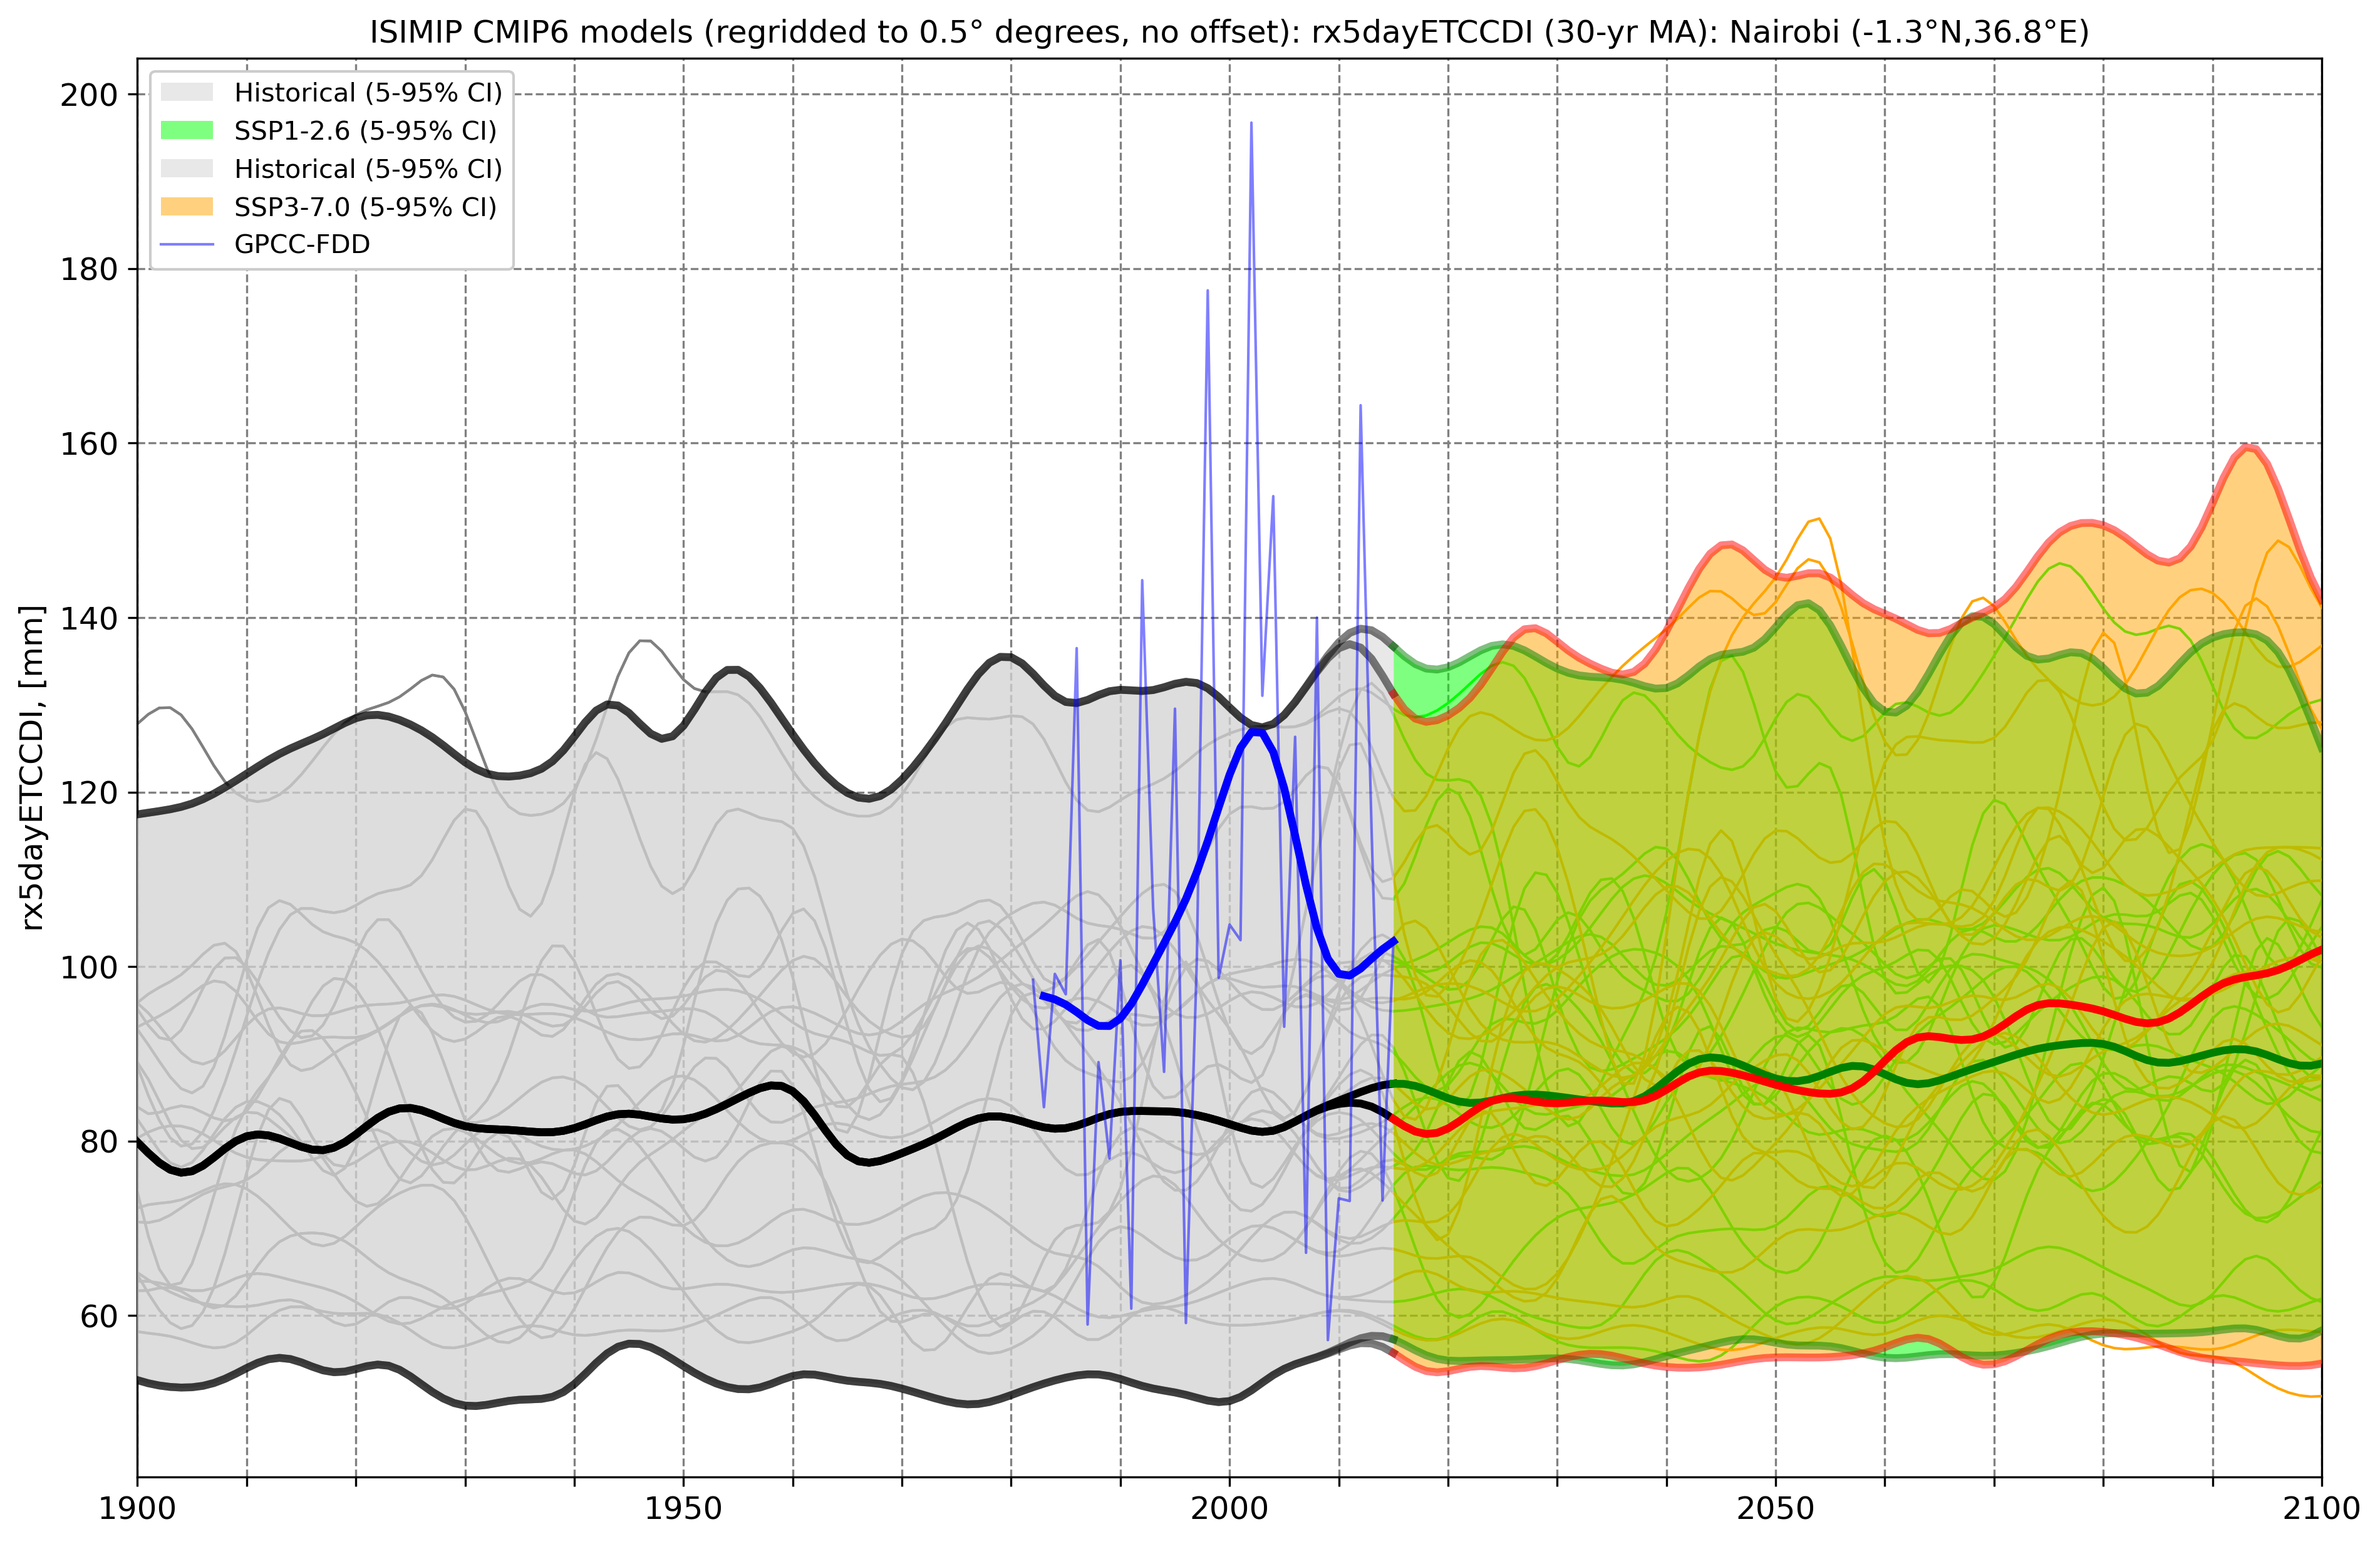 ISIMIP CMIP6 models (regridded to 0.5° degrees, no offset): rx5dayETCCDI (30-yr MA): Nairobi (-1.3°N,36.8°E)
Historical (5-95% CI)
SSP1-2.6 (5-95% CI)
Historical (5-95% CI)
SSP3-7.0 (5-95% CI)
GPCC-FDD
rx5dayETCCDI, [mm]
200
180
160
140
120
100
80
60
1900
1950
2000
2050
2100